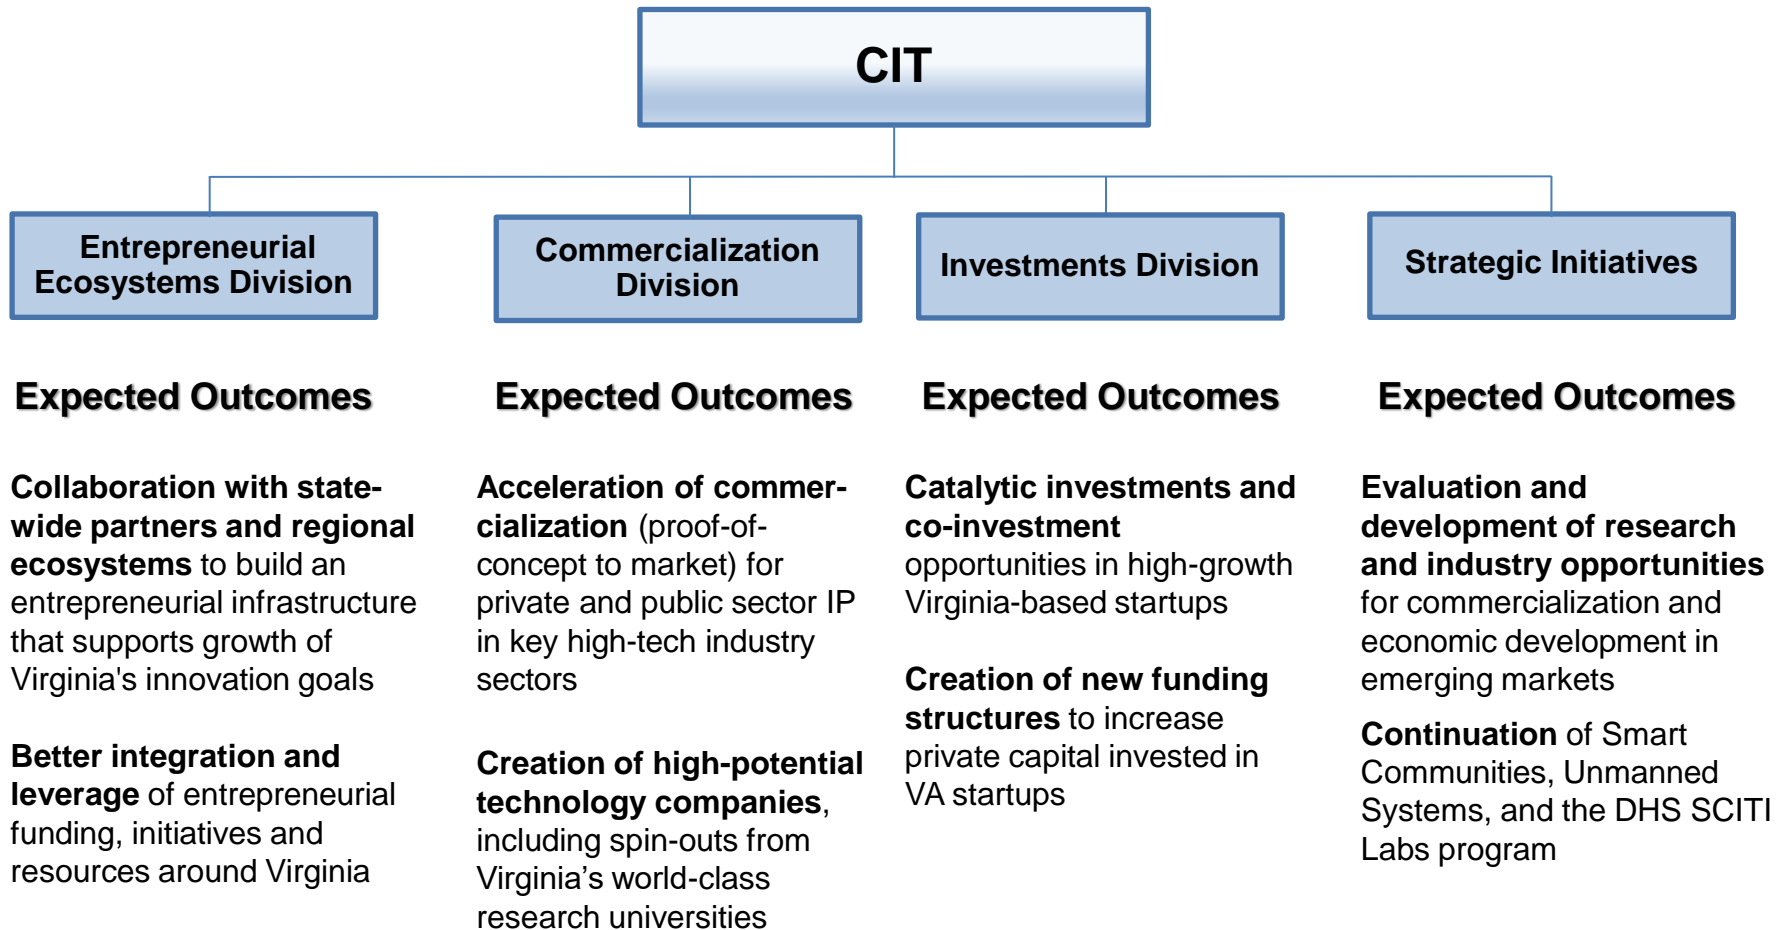 CIT
Entrepreneurial
Ecosystems Division
Commercialization
Division
Investments Division
Strategic Initiatives
Expected Outcomes
Collaboration with state-
wide partners and regional
ecosystems to build an
entrepreneurial infrastructure
that supports growth of
Virginia's innovation goals
Better integration and
leverage of entrepreneurial
funding, initiatives and
resources around Virginia
Expected Outcomes
Acceleration of commer-
cialization (proof-of-
concept to market) for
private and public sector IP
in key high-tech industry
sectors
Creation of high-potential
technology companies,
including spin-outs from
Virginia’s world-class
research universities
Expected Outcomes
Catalytic investments and
co-investment
opportunities in high-growth
Virginia-based startups
Creation of new funding
structures to increase
private capital invested in
VA startups
Expected Outcomes
Evaluation and
development of research
and industry opportunities
for commercialization and
economic development in
emerging markets
Continuation of Smart
Communities, Unmanned
Systems, and the DHS SCITI
Labs program